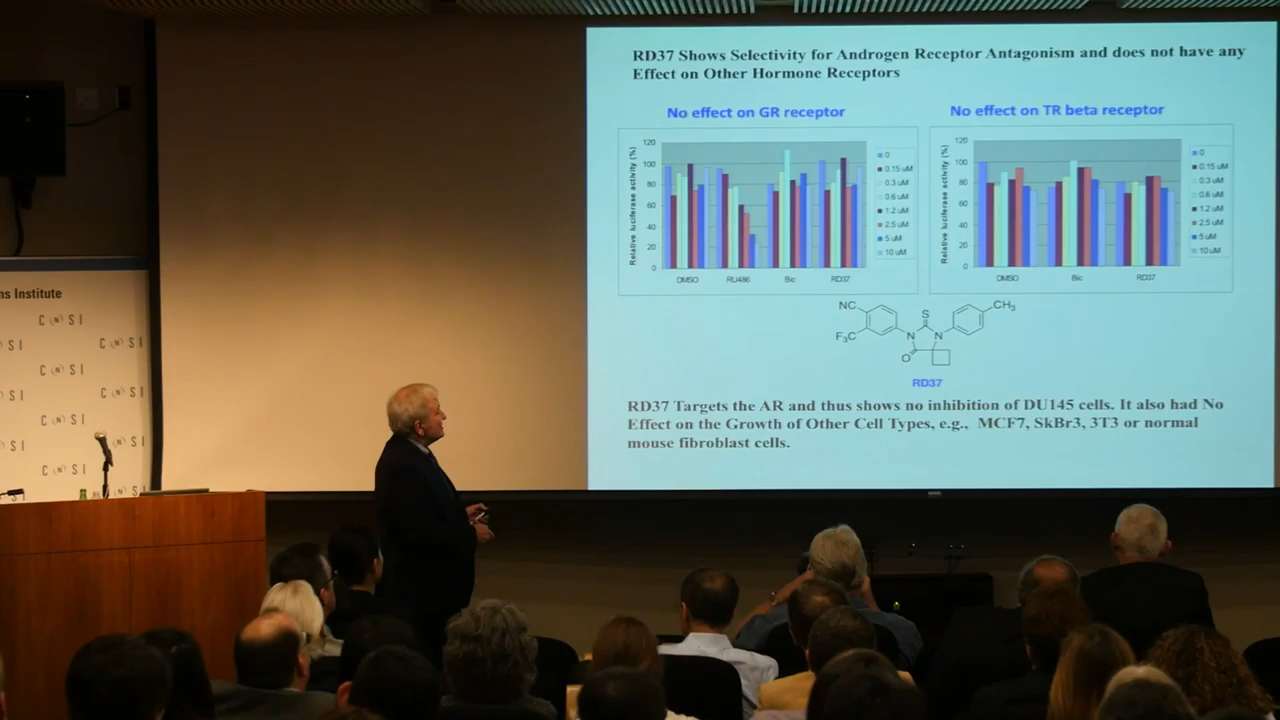 RD37 Shows Selectivity for Androgen Receptor Antagonism and does not have any
Effect on Other Hormone Receptors
No effect on GR receptor
No effect on TR beta receptor
Relative luciferase activity (%)
120
100
80
60
40
20
0
DMSO
RU486
Bic
RD37
0
0.15 uM
0.3 uM
0.6 uM
1.2 uM
2.5 uM
5 uM
10 uM
Relative luciferase activity (%)
120
100
80
60
40
20
0
DMSO
Bic
RD37
0
0.15 uM
0.3 uM
0.6 uM
1.2 uM
2.5 uM
5 uM
10 uM
NC
F3C
S
N
N
O
CH3
RD37
RD37 Targets the AR and thus shows no inhibition of DU145 cells. It also had No
Effect on the Growth of Other Cell Types, e.g., MCF7, SkBr3, 3T3 or normal
mouse fibroblast cells.
ns Institute
C N S I
S I
C N S I
C N S I
S I
C N S I
C N S I
S I
C N S I
C N S I
C N S I